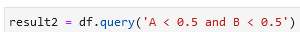 result2 = df.query('A < 0.5 and B < 0.5')